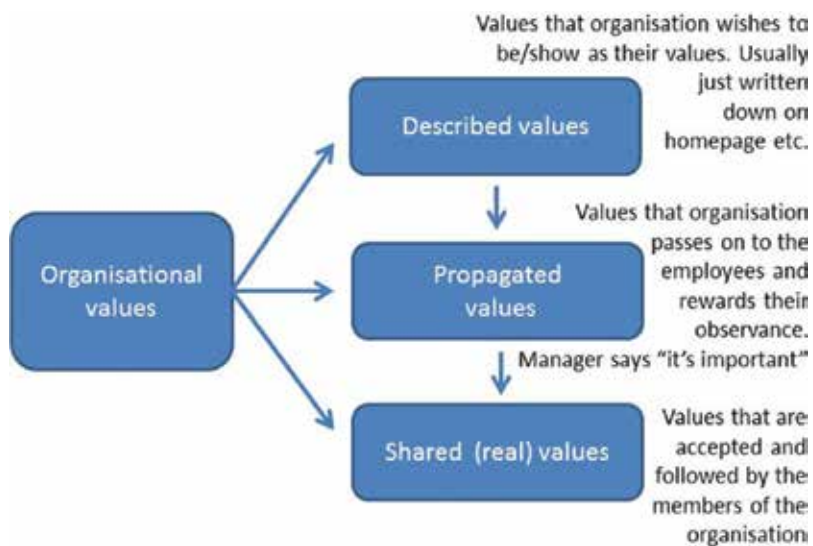 Values that organisation wishes to
be/show as their values. Usually
just written
down on
homepage etc.
Described values
Organisational
values
Values that organisation
passes on to the
employees and
rewards their
observance.
Manager says “it’s important”
Propagated
values
Shared (real) values
Values that are
accepted and
followed by the
members of the
organisation